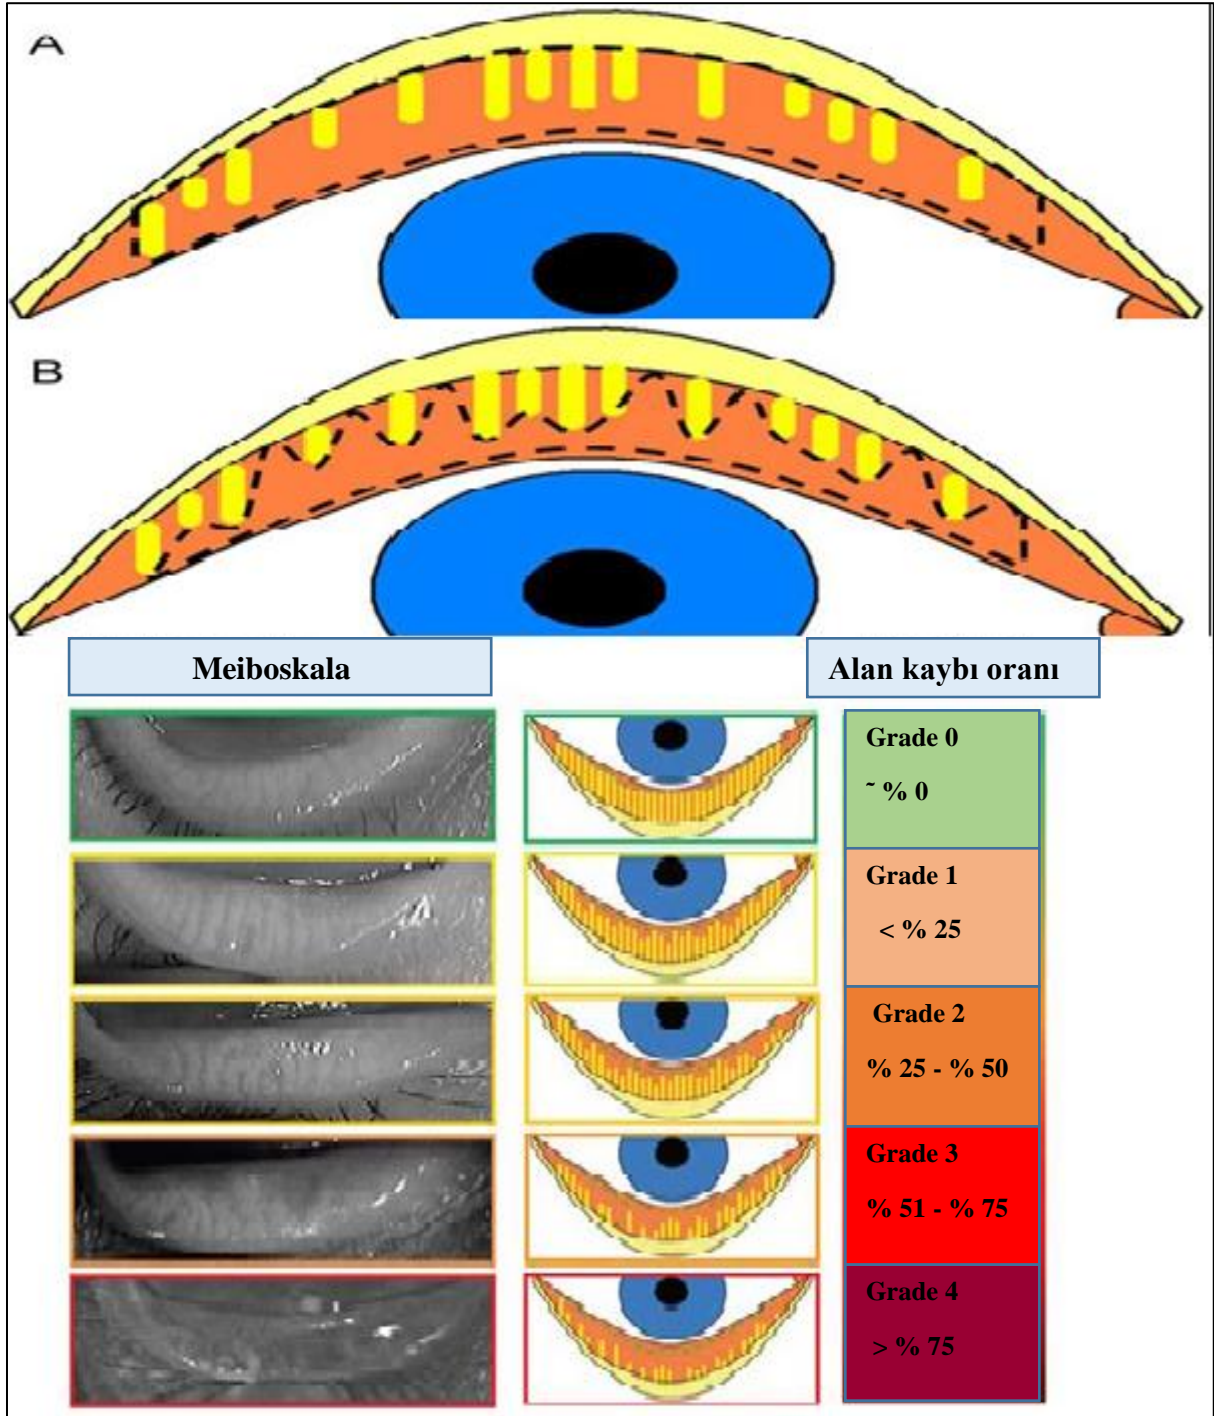 A
B
Meiboskala
Alan kaybı oranı
Grade 0
˜ % 0
Grade 1
< % 25
Grade 2
% 25 - % 50
Grade 3
% 51 - % 75
Grade 4
> % 75